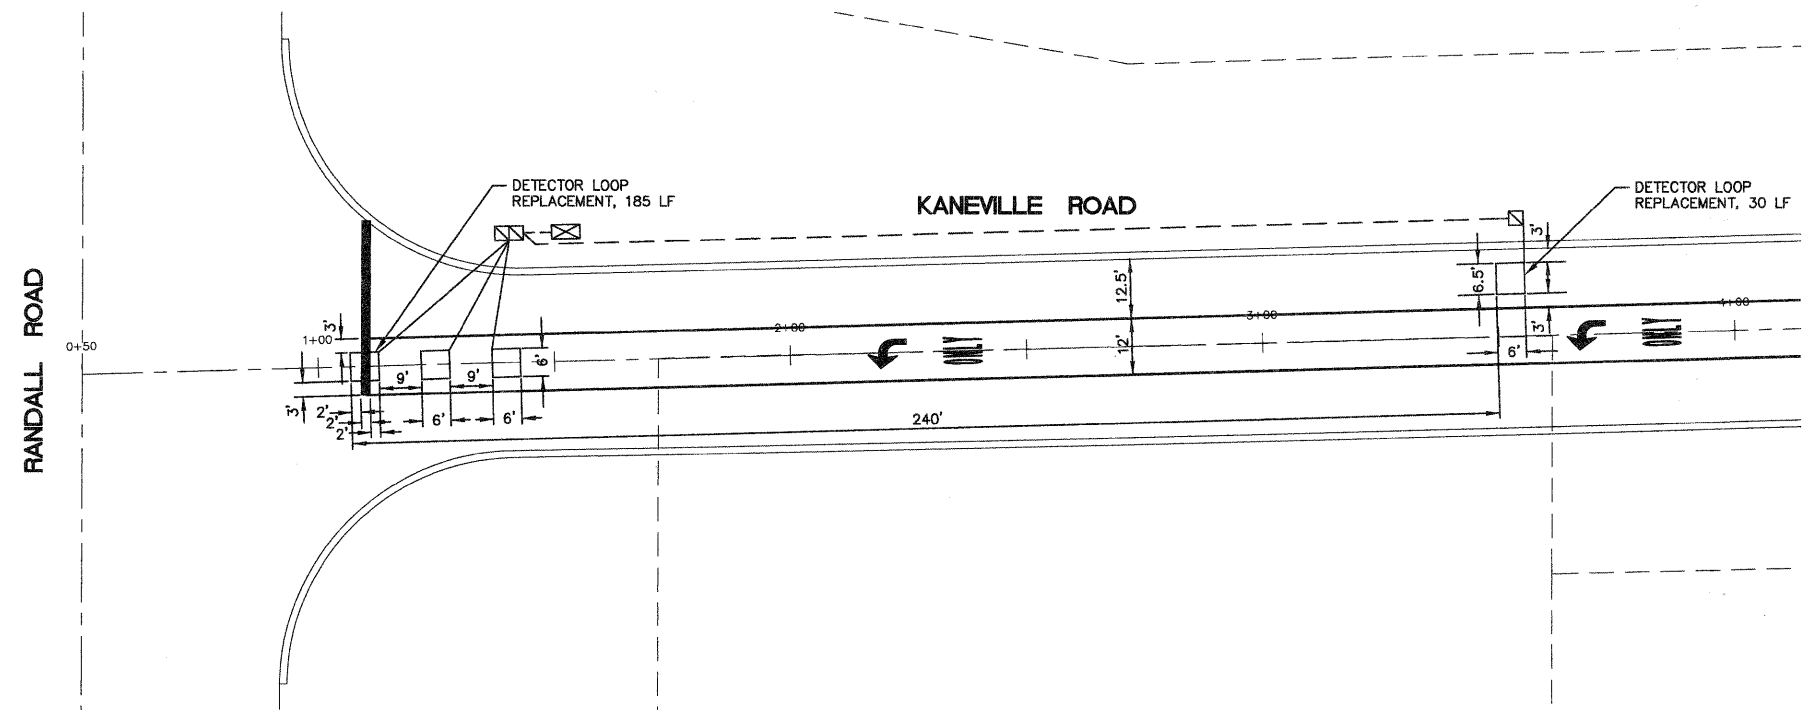 DETECTOR LOOP
REPLACEMENT, 185 LF
KANEVILLE ROAD
DETECTOR LOOP
REPLACEMENT, 30 LF
RANDALL ROAD
0+50
1+00
2+00
3+00
4+00
3'
3'
2'
2'
2'
9'
9'
6'
6'
6'
240'
12.5'
12'
ONLY
6.5'
3'
3'
6'
ONLY